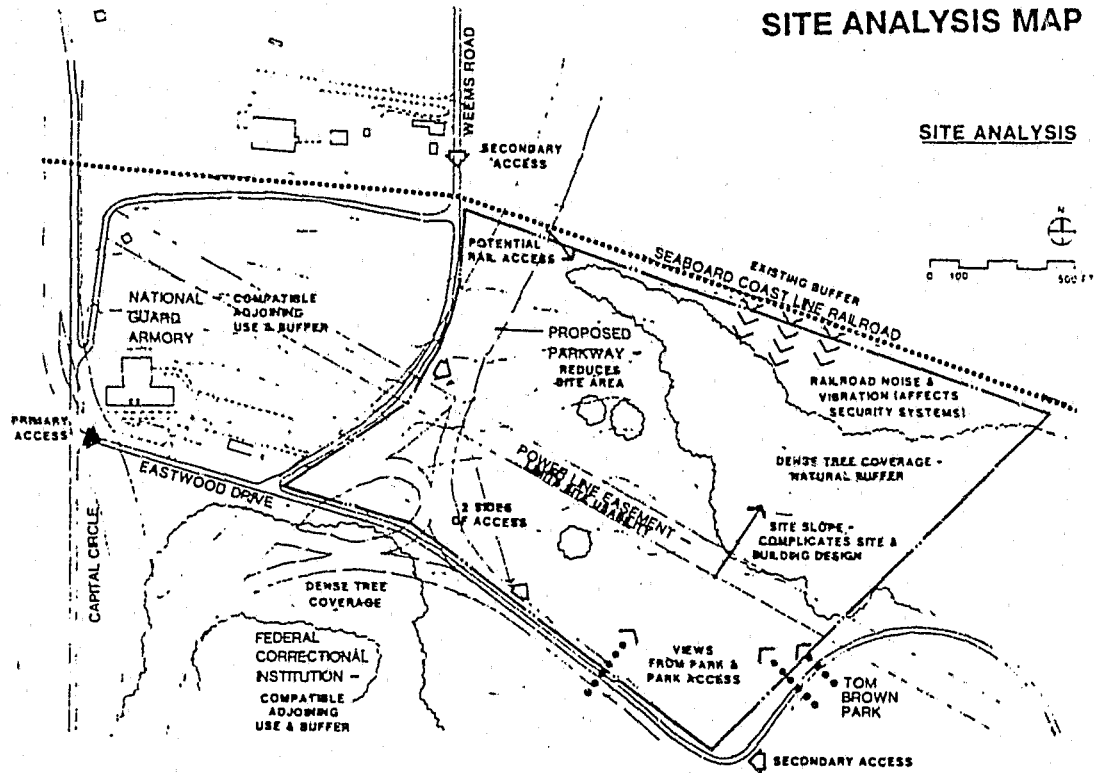 SITE ANALYSIS MAP
SITE ANALYSIS
WEEMS ROAD
SECONDARY
ACCESS
N
0 100 500 FT
POTENTIAL
RAIL ACCESS
EXISTING BUFFER
SEABOARD COAST LINE RAILROAD
NATIONAL
GUARD
ARMORY
COMPATIBLE
ADJOINING
USE & BUFFER
PROPOSED
PARKWAY -
REDUCES
SITE AREA
RAILROAD NOISE &
VIBRATION (AFFECTS
SECURITY SYSTEMS)
PRIMARY
ACCESS
EASTWOOD DRIVE
CAPITAL CIRCLE
POWER LINE EASEMENT -
LIMITS SITE USABILITY
DENSE TREE COVERAGE -
NATURAL BUFFER
2 SIDES
OF ACCESS
SITE SLOPE -
COMPLICATES SITE &
BUILDING DESIGN
DENSE TREE
COVERAGE
FEDERAL
CORRECTIONAL
INSTITUTION -
COMPATIBLE
ADJOINING
USE & BUFFER
VIEWS
FROM PARK &
PARK ACCESS
TOM
BROWN
PARK
SECONDARY ACCESS